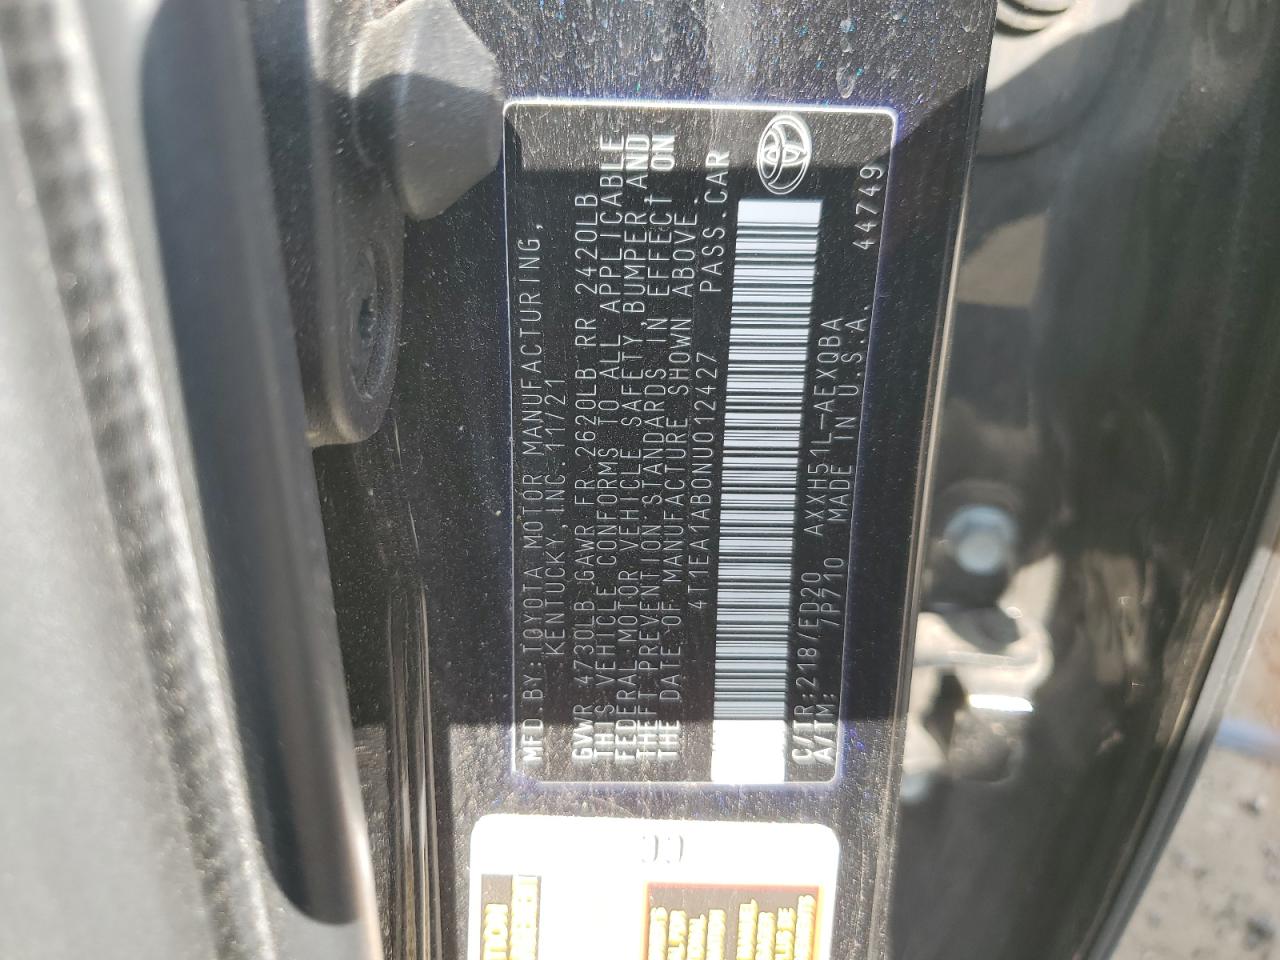 MFD.BY:TOYOTA MOTOR MANUFACTURING,
KENTUCKY, INC. 11/21
GVWR 4730LB GAWR FR 2620LB RR 2420LB
THIS VEHICLE CONFORMS TO ALL APPLICABLE
FEDERAL MOTOR VEHICLE SAFETY, BUMPER, AND
THEFT PREVENTION STANDARDS IN EFFECT ON
THE DATE OF MANUFACTURE SHOWN ABOVE.
4T1EA1AB0NU012427 PASS.CAR
C/TR:218/ED20 AXXH51L-AEXQBA
A/TM: /P710 MADE IN U.S.A. 44749